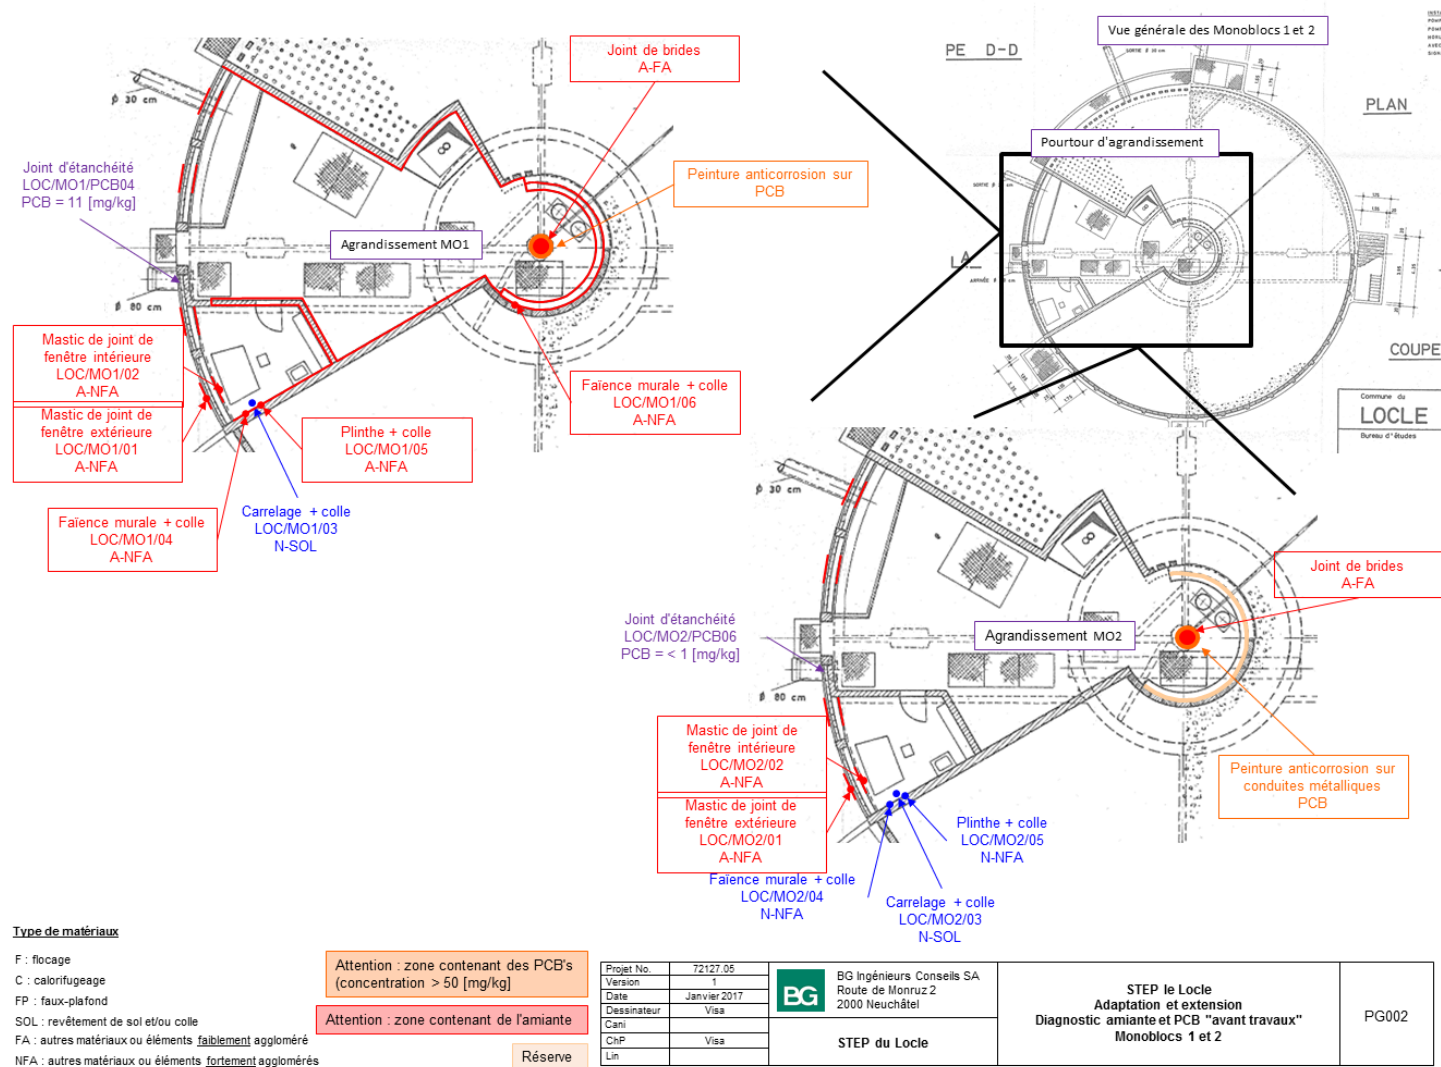 Vue générale des Monoblocs 1 et 2
PE D-D
SORTIE Ø 30 cm
PLAN
Pourtour d'agrandissement
Joint de brides
A-FA
Ø 30 cm
Joint d'étanchéité
LOC/MO1/PCB04
PCB = 11 [mg/kg]
Peinture anticorrosion sur
PCB
Agrandissement MO1
Ø 80 cm
Mastic de joint de
fenêtre intérieure
LOC/MO1/02
A-NFA
Mastic de joint de
fenêtre extérieure
LOC/MO1/01
A-NFA
Plinthe + colle
LOC/MO1/05
A-NFA
Faïence murale + colle
LOC/MO1/06
A-NFA
Faïence murale + colle
LOC/MO1/04
A-NFA
Carrelage + colle
LOC/MO1/03
N-SOL
COUPE
Commune du
LOCLE
Bureau d'études
Ø 30 cm
Joint de brides
A-FA
Joint d'étanchéité
LOC/MO2/PCB06
PCB = < 1 [mg/kg]
Agrandissement MO2
Ø 80 cm
Mastic de joint de
fenêtre intérieure
LOC/MO2/02
A-NFA
Mastic de joint de
fenêtre extérieure
LOC/MO2/01
A-NFA
Peinture anticorrosion sur
conduites métalliques
PCB
Plinthe + colle
LOC/MO2/05
N-NFA
Faïence murale + colle
LOC/MO2/04
N-NFA
Carrelage + colle
LOC/MO2/03
N-SOL
Type de matériaux
F : flocage
C : calorifugeage
FP : faux-plafond
SOL : revêtement de sol et/ou colle
FA : autres matériaux ou éléments faiblement aggloméré
NFA : autres matériaux ou éléments fortement agglomérés
Attention : zone contenant des PCB's
(concentration > 50 [mg/kg]
Attention : zone contenant de l'amiante
Réserve
Projet No. 72127.05
Version 1
Date Janvier 2017
Dessinateur Visa
Cani
ChP Visa
Lin
BG
BG Ingénieurs Conseils SA
Route de Monruz 2
2000 Neuchâtel
STEP du Locle
STEP le Locle
Adaptation et extension
Diagnostic amiante et PCB "avant travaux"
Monoblocs 1 et 2
PG002